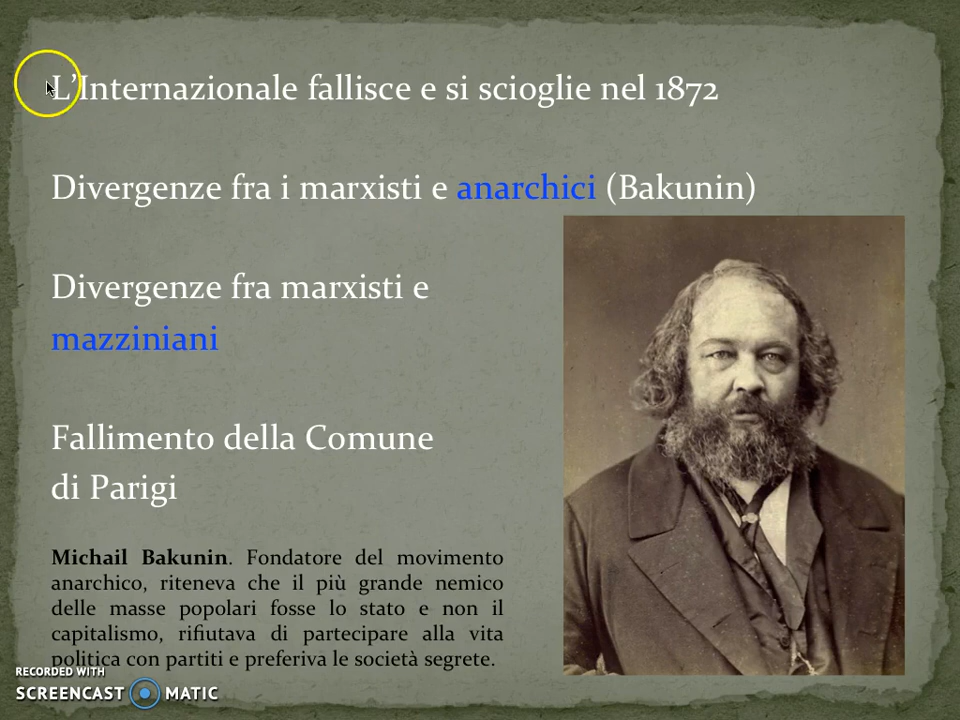 L’Internazionale fallisce e si scioglie nel 1872
Divergenze fra i marxisti e anarchici (Bakunin)
Divergenze fra marxisti e
mazziniani
Fallimento della Comune
di Parigi
Michail Bakunin. Fondatore del movimento
anarchico, riteneva che il più grande nemico
delle masse popolari fosse lo stato e non il
capitalismo, rifiutava di partecipare alla vita
politica con partiti e preferiva le società segrete.
RECORDED WITH
SCREENCAST MATIC